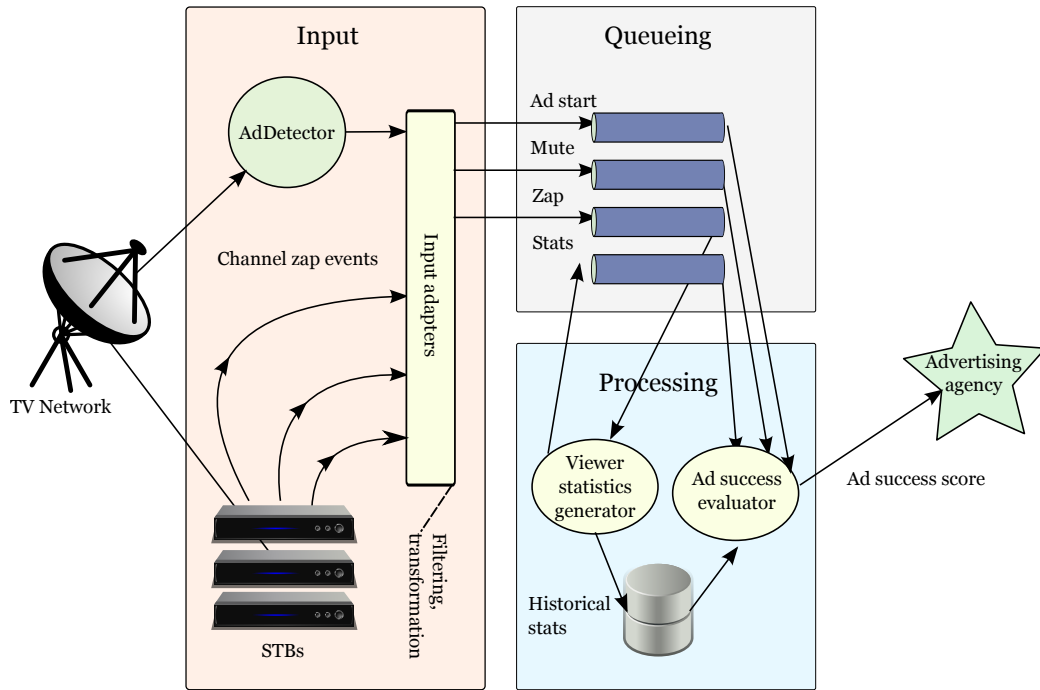 Input
Queueing
Ad start
AdDetector
Mute
Zap
Stats
Channel zap events
Input adapters
TV Network
Processing
Advertising
agency
Viewer
statistics
generator
Ad success
evaluator
Ad success score
Filtering,
transformation
Historical
stats
STBs